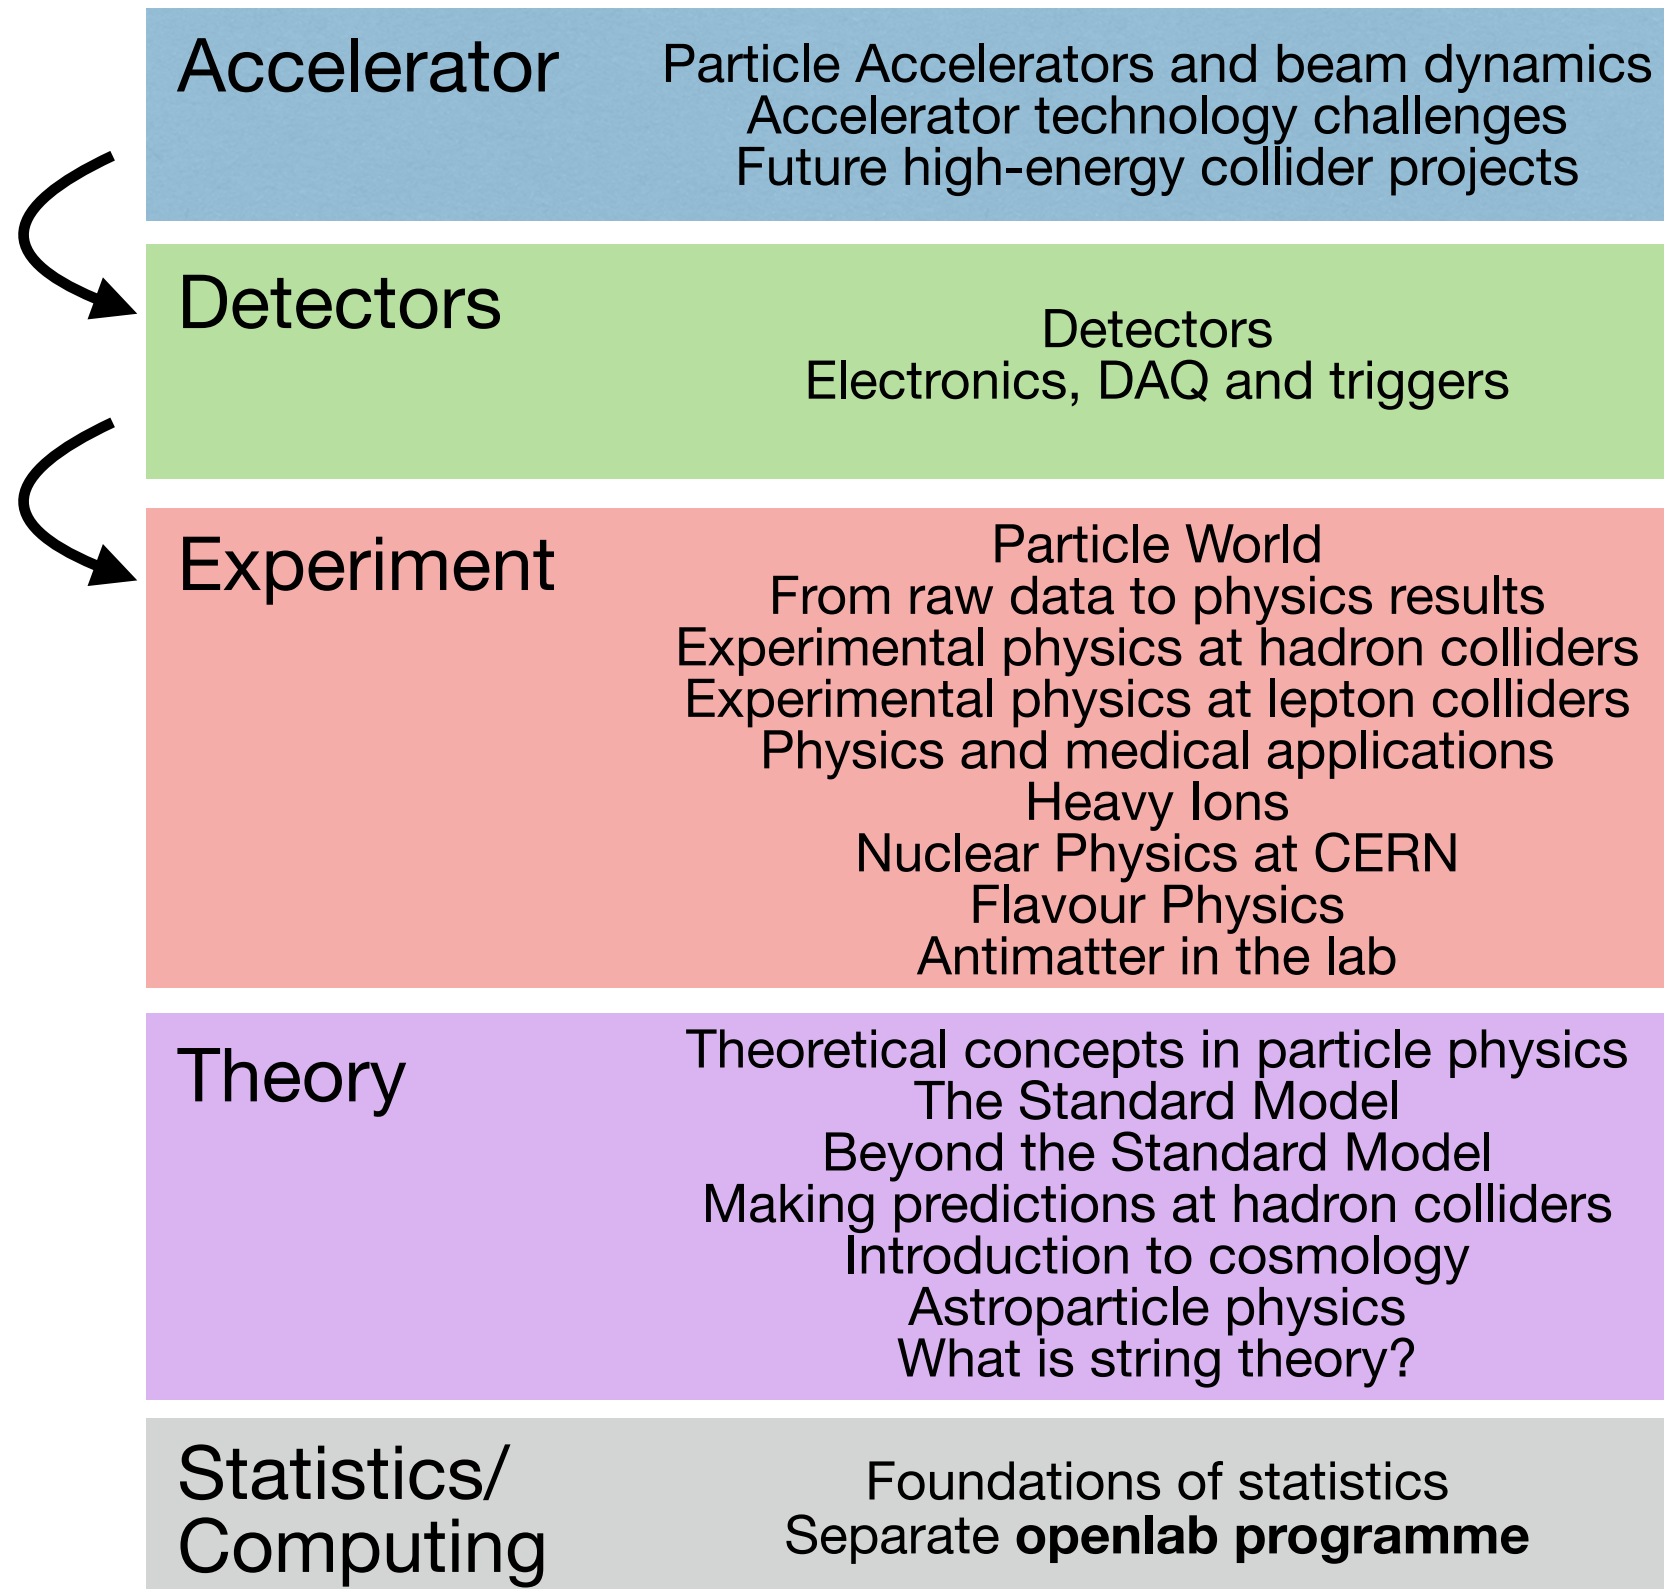 Accelerator
Particle Accelerators and beam dynamics
Accelerator technology challenges
Future high-energy collider projects
Detectors
Detectors
Electronics, DAQ and triggers
Experiment
Particle World
From raw data to physics results
Experimental physics at hadron colliders
Experimental physics at lepton colliders
Physics and medical applications
Heavy Ions
Nuclear Physics at CERN
Flavour Physics
Antimatter in the lab
Theory
Theoretical concepts in particle physics
The Standard Model
Beyond the Standard Model
Making predictions at hadron colliders
Introduction to cosmology
Astroparticle physics
What is string theory?
Statistics/
Computing
Foundations of statistics
Separate openlab programme